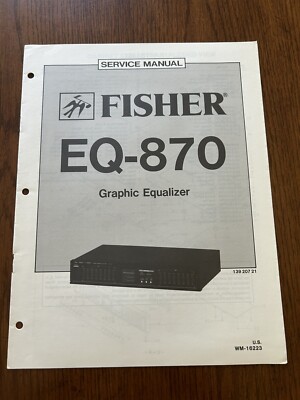 SERVICE MANUAL
FISHER®
EQ-870
Graphic Equalizer
139 207 21
U.S.
WM-16223